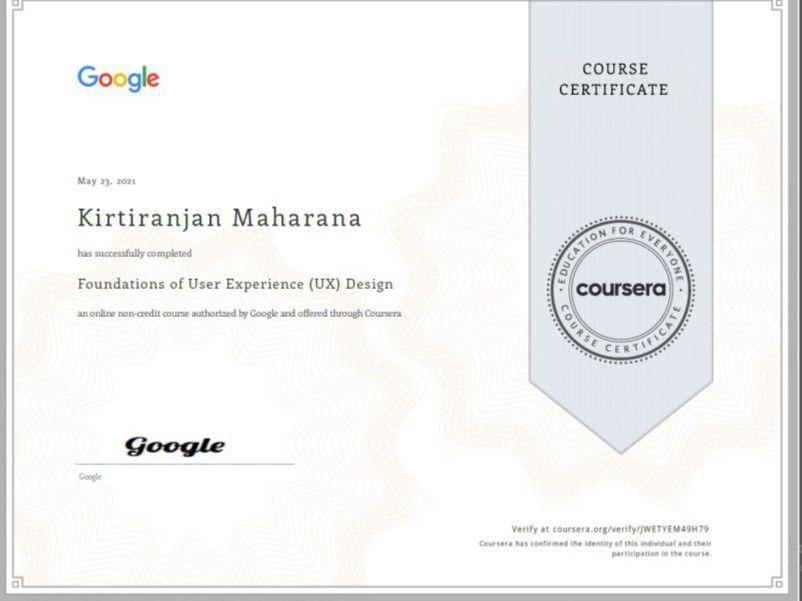 Google
COURSE
CERTIFICATE
May 23, 2021
Kirtiranjan Maharana
has successfully completed
Foundations of User Experience (UX) Design
an online non-credit course authorized by Google and offered through Coursera
EDUCATION FOR EVERYONE
coursera
COURSE CERTIFICATE
Google
Google
Verify at coursera.org/verify/JWETYEM49H79
Coursera has confirmed the identity of this individual and their
participation in the course.